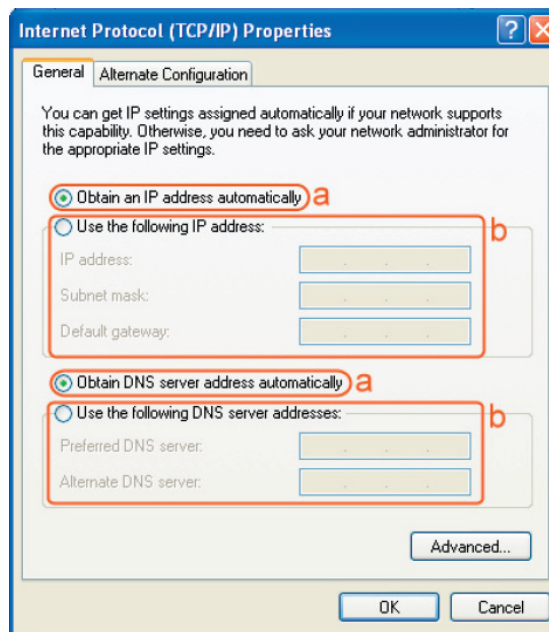 Internet Protocol (TCP/IP) Properties
General Alternate Configuration
You can get IP settings assigned automatically if your network supports
this capability. Otherwise, you need to ask your network administrator for
the appropriate IP settings.
Obtain an IP address automatically a
Use the following IP address: b
IP address:
Subnet mask:
Default gateway:
Obtain DNS server address automatically a
Use the following DNS server addresses: b
Preferred DNS server:
Alternate DNS server:
Advanced...
OK Cancel